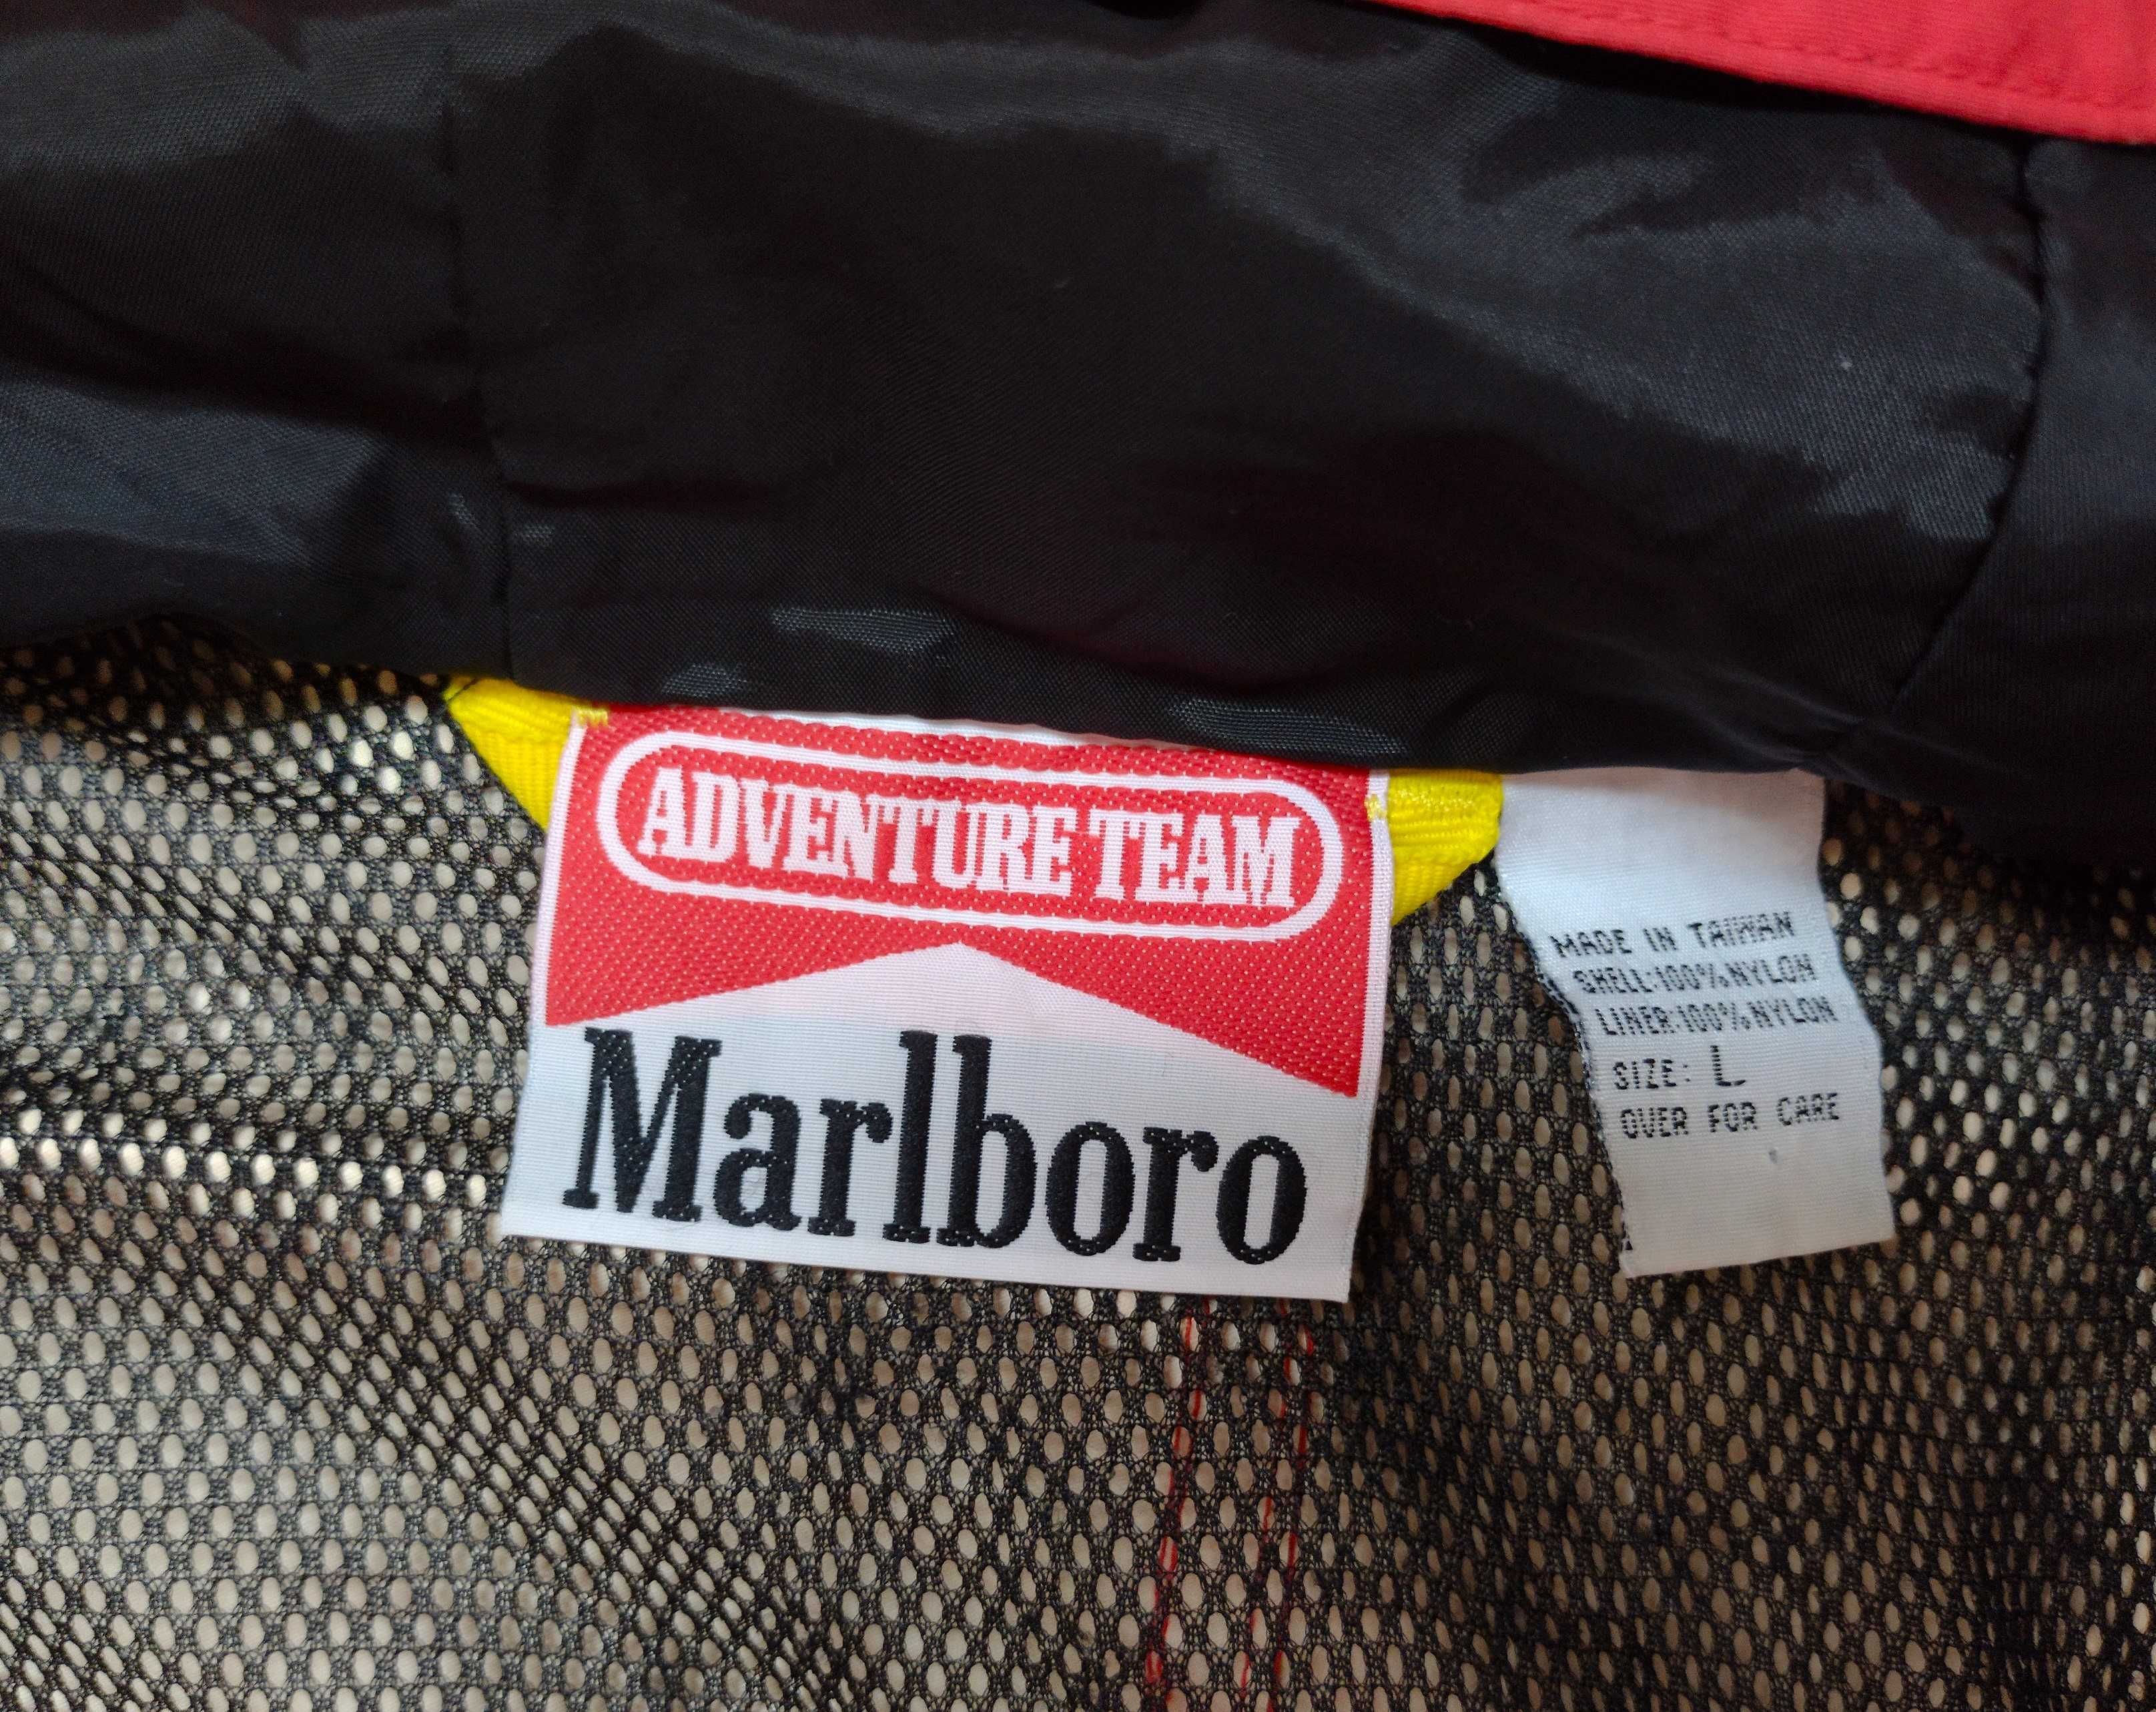 ADVENTURE TEAM
Marlboro
MADE IN TAIWAN
SHELL:100%NYLON
LINER:100%NYLON
SIZE: L
OVER FOR CARE